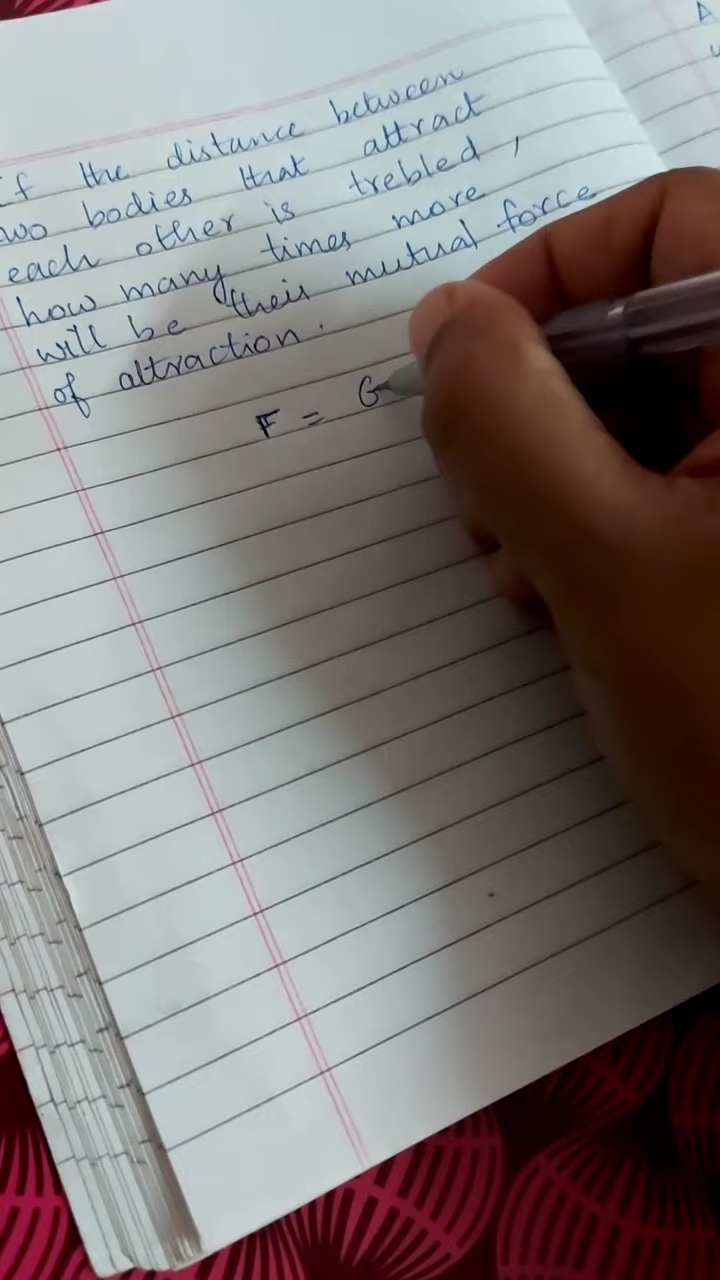 If the distance between
two bodies that attract
each other is trebled,
how many times more
will be their mutual force
of attraction.
F = G